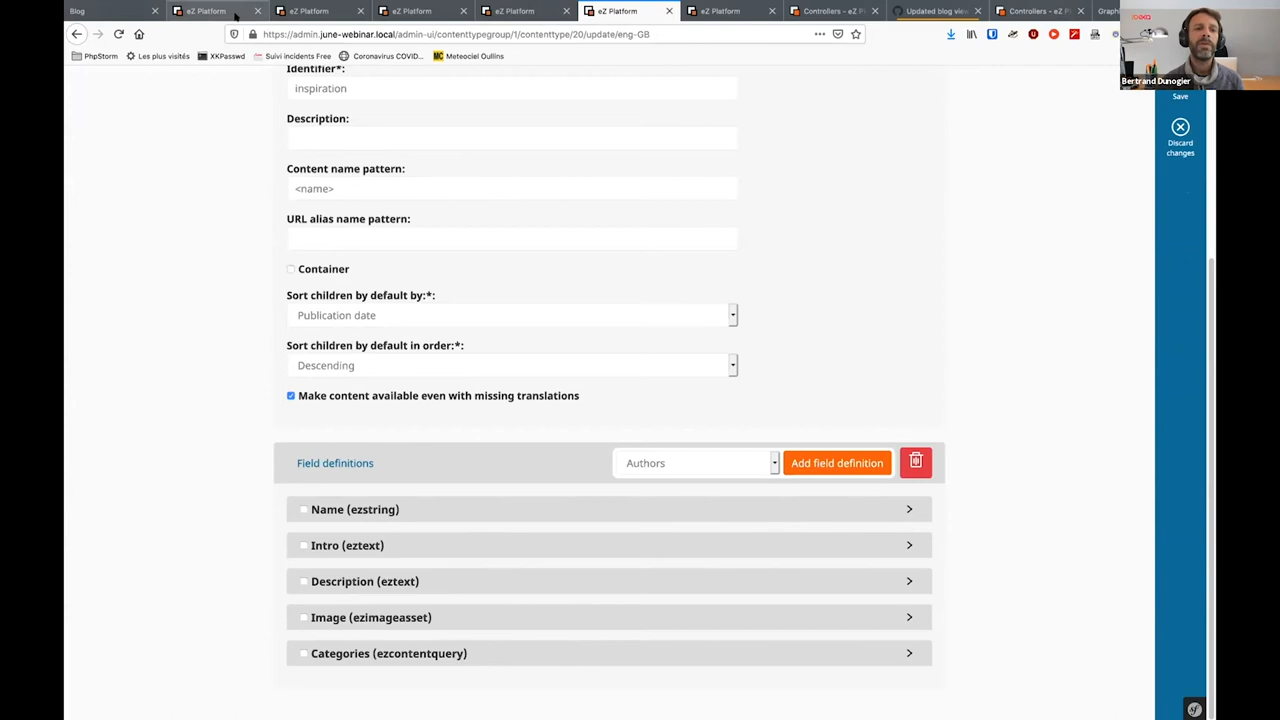 Blog
eZ Platform
eZ Platform
eZ Platform
eZ Platform
eZ Platform
eZ Platform
Controllers – eZ P
Updated blog view
Controllers – eZ P
Graph
https://admin.june-webinar.local/admin-ui/contenttypegroup/1/contenttype/20/update/eng-GB
PhpStorm
Les plus visités
XKPasswd
Suivi incidents Free
Coronavirus COVID...
Meteociel Oullins
Bertrand Dunogier
Save
Discard
changes
Identifier*:
inspiration
Description:
Content name pattern:
<name>
URL alias name pattern:
Container
Sort children by default by:*:
Publication date
Sort children by default in order:*:
Descending
Make content available even with missing translations
Field definitions
Authors
Add field definition
Name (ezstring)
Intro (eztext)
Description (eztext)
Image (ezimageasset)
Categories (ezcontentquery)